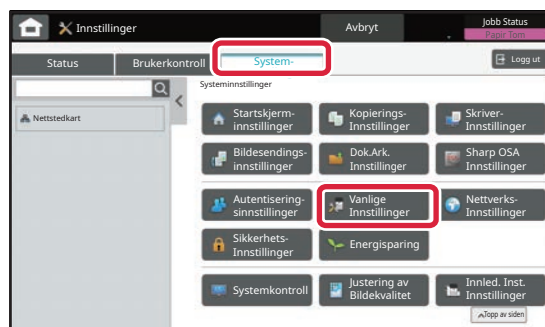 Innstillinger
Avbryt
Jobb Status
Papir Tom
Status
Brukerkontroll
System-
Logg ut
Systeminnstillinger
Nettstedkart
Startskjerm-
innstillinger
Kopierings-
Innstillinger
Skriver-
Innstillinger
Bildesendings-
innstillinger
Dok.Ark.
Innstillinger
Sharp OSA
Innstillinger
Autentisering-
sinnstillinger
Vanlige
Innstillinger
Nettverks-
Innstillinger
Sikkerhets-
Innstillinger
Energisparing
Systemkontroll
Justering av
Bildekvalitet
Innled. Inst.
Innstillinger
Topp av siden